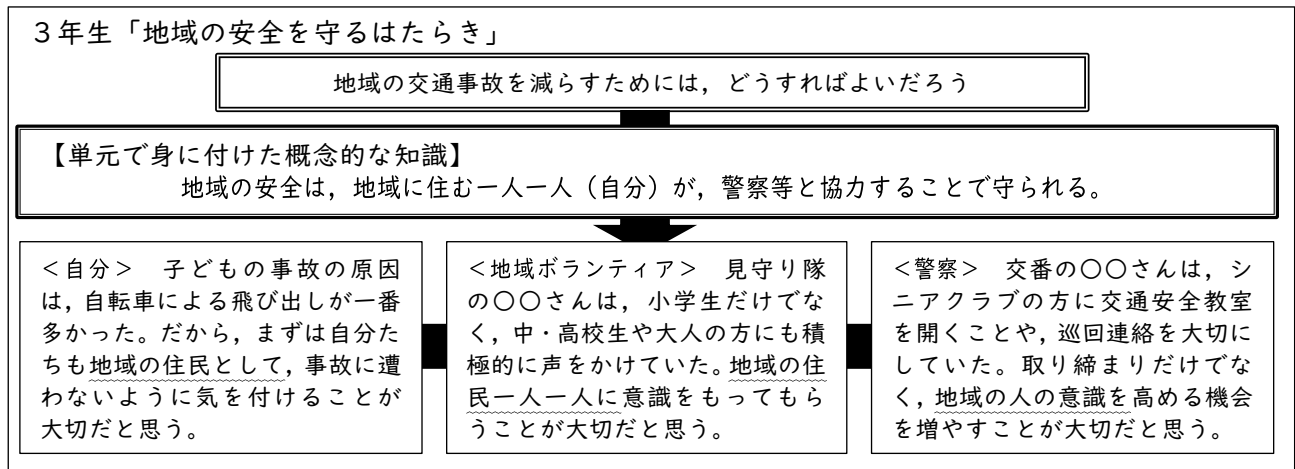 ３年生「地域の安全を守るはたらき」
地域の交通事故を減らすためには，どうすればよいだろう
【単元で身に付けた概念的な知識】
地域の安全は，地域に住む一人一人（自分）が，警察等と協力することで守られる。
＜自分＞　子どもの事故の原因
は，自転車による飛び出しが一番
多かった。だから，まずは自分た
ちも地域の住民として，事故に遭
わないように気を付けることが
大切だと思う。
＜地域ボランティア＞　見守り隊
の〇〇さんは，小学生だけでな
く，中・高校生や大人の方にも積
極的に声をかけていた。地域の住
民一人一人に意識をもってもら
うことが大切だと思う。
＜警察＞　交番の〇〇さんは，シ
ニアクラブの方に交通安全教室
を開くことや，巡回連絡を大切に
していた。取り締まりだけでな
く，地域の人の意識を高める機会
を増やすことが大切だと思う。